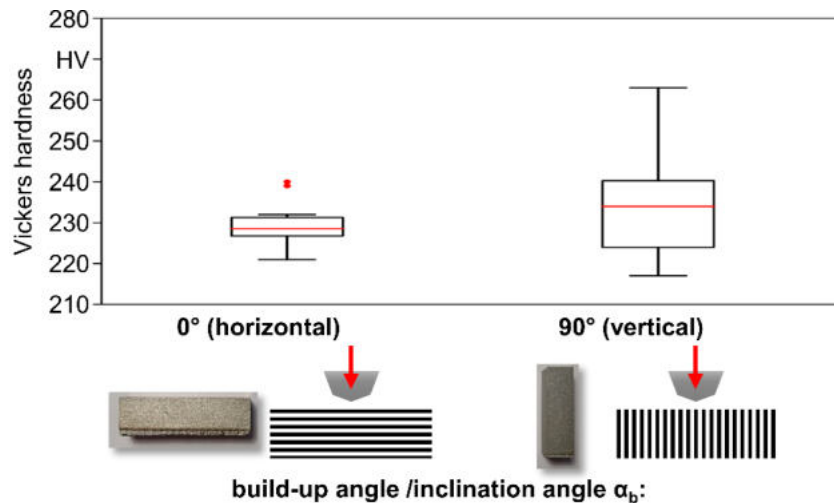 Vickers hardness
280
HV
260
250
240
230
220
210
0° (horizontal)
90° (vertical)
build-up angle /inclination angle α_b: